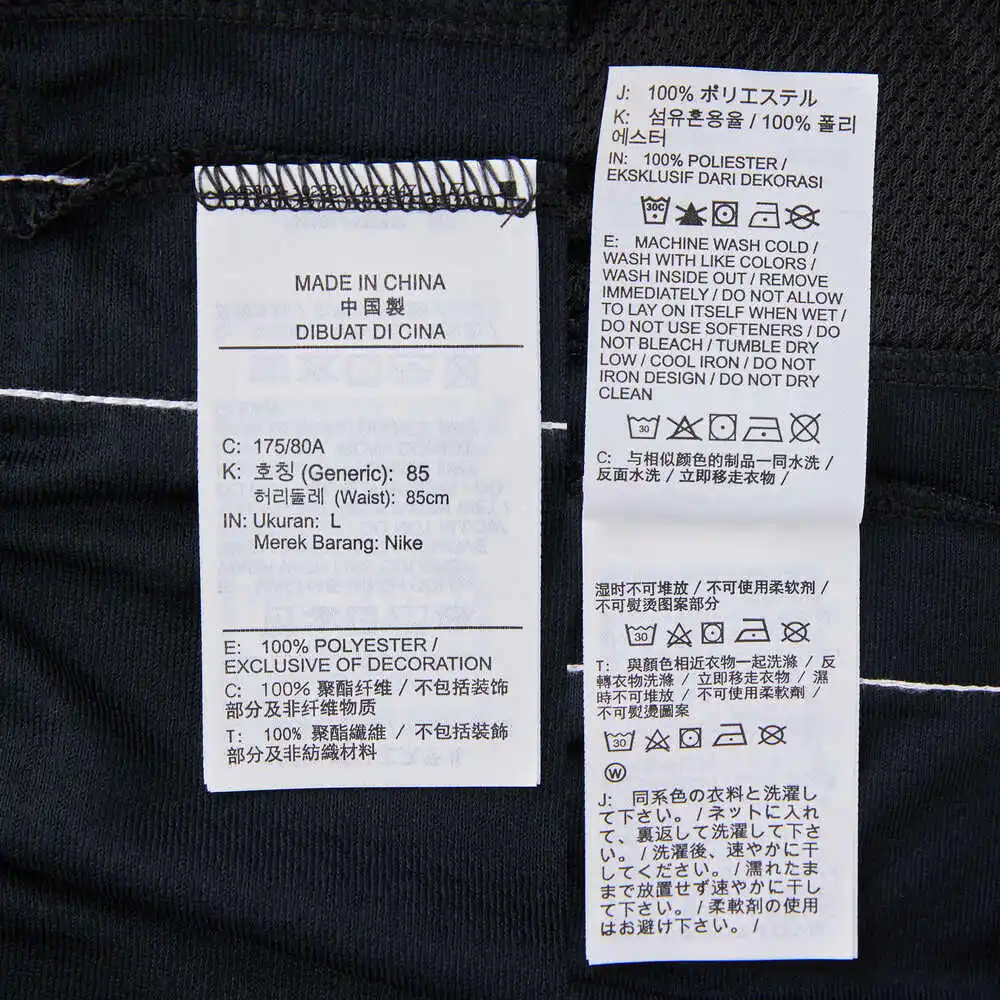 MADE IN CHINA
中国製
DIBUAT DI CINA
C: 175/80A
K: 호칭 (Generic): 85
허리둘레 (Waist): 85cm
IN: Ukuran: L
Merek Barang: Nike
E: 100% POLYESTER /
EXCLUSIVE OF DECORATION
C: 100% 聚酯纤维 / 不包括装饰
部分及非纤维物质
T: 100% 聚酯纖維 / 不包括裝飾
部分及非紡織材料
J: 100% ポリエステル
K: 섬유혼용율 / 100% 폴리
에스터
IN: 100% POLIESTER /
EKSKLUSIF DARI DEKORASI
30C
E: MACHINE WASH COLD /
WASH WITH LIKE COLORS /
WASH INSIDE OUT / REMOVE
IMMEDIATELY / DO NOT ALLOW
TO LAY ON ITSELF WHEN WET /
DO NOT USE SOFTENERS / DO
NOT BLEACH / TUMBLE DRY
LOW / COOL IRON / DO NOT
IRON DESIGN / DO NOT DRY
CLEAN
30
C: 与相似颜色的制品一同水洗 /
反面水洗 / 立即移走衣物 /
湿时不可堆放 / 不可使用柔软剂 /
不可熨烫图案部分
30
T: 與顏色相近衣物一起洗滌 / 反
轉衣物洗滌 / 立即移走衣物 / 濕
時不可堆放 / 不可使用柔軟劑 /
不可熨燙圖案
30
W
J: 同系色の衣料と洗濯し
て下さい。/ ネットに入れ
て、裏返して洗濯して下さ
い。/ 洗濯後、速やかに干
してください。/ 濡れたま
まで放置せず速やかに干し
て下さい。/ 柔軟剤の使用
はお避け下さい。/